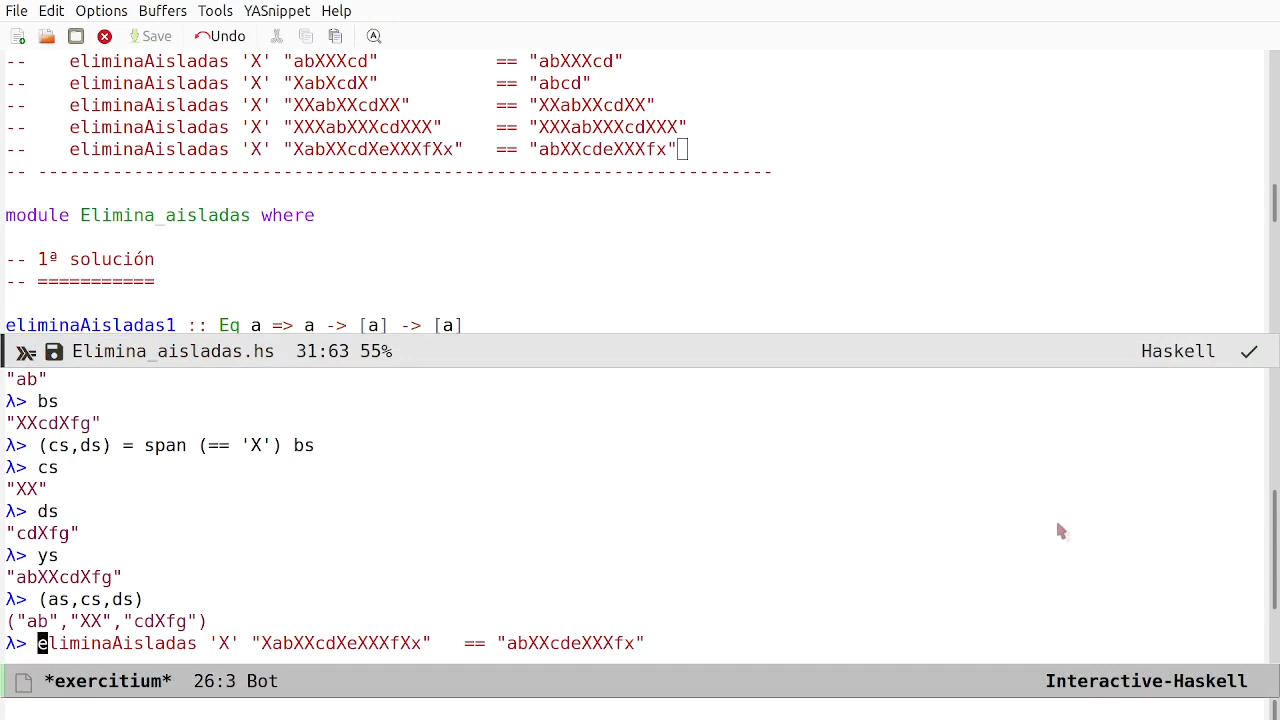 File Edit Options Buffers Tools YASnippet Help
Save Undo
--    eliminaAisladas 'X' "abXXXcd"           == "abXXXcd"
--    eliminaAisladas 'X' "XabXcdX"           == "abcd"
--    eliminaAisladas 'X' "XXabXXcdXX"        == "XXabXXcdXX"
--    eliminaAisladas 'X' "XXXabXXXcdXXX"     == "XXXabXXXcdXXX"
--    eliminaAisladas 'X' "XabXXcdXeXXXfXx"   == "abXXcdeXXXfx"
-- ---------------------------------------------------------------------
module Elimina_aisladas where
-- 1ª solución
-- ===========
eliminaAisladas1 :: Eq a => a -> [a] -> [a]
Elimina_aisladas.hs 31:63 55% Haskell
"ab"
λ> bs
"XXcdXfg"
λ> (cs,ds) = span (== 'X') bs
λ> cs
"XX"
λ> ds
"cdXfg"
λ> ys
"abXXcdXfg"
λ> (as,cs,ds)
("ab","XX","cdXfg")
λ> eliminaAisladas 'X' "XabXXcdXeXXXfXx"   == "abXXcdeXXXfx"
*exercitium* 26:3 Bot Interactive-Haskell